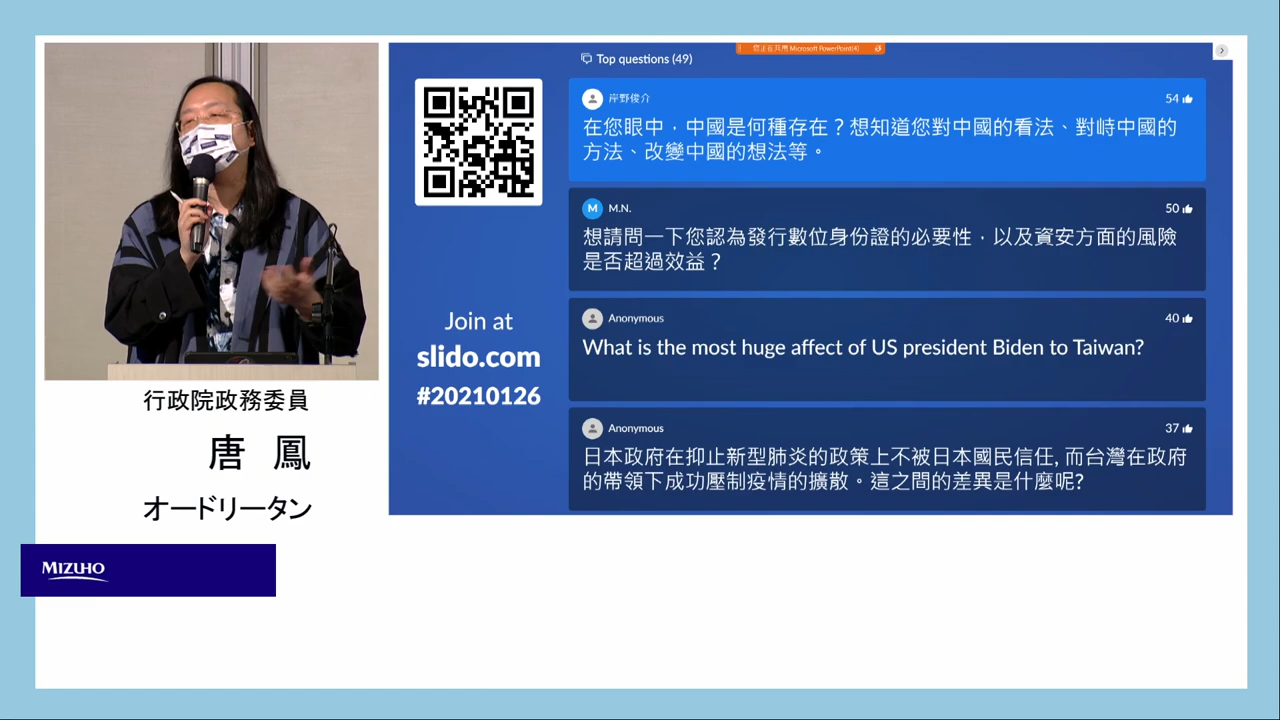 Top questions (49)
您正在共用 Microsoft PowerPoint(4)
岸野俊介
54
在您眼中，中國是何種存在？想知道您對中國的看法、對峙中國的
方法、改變中國的想法等。
M
M.N.
50
想請問一下您認為發行數位身份證的必要性，以及資安方面的風險
是否超過效益？
Join at
slido.com
#20210126
Anonymous
40
What is the most huge affect of US president Biden to Taiwan?
Anonymous
37
日本政府在抑止新型肺炎的政策上不被日本國民信任, 而台灣在政府
的帶領下成功壓制疫情的擴散。這之間的差異是什麼呢?
行政院政務委員
唐 鳳
オードリータン
MIZUHO